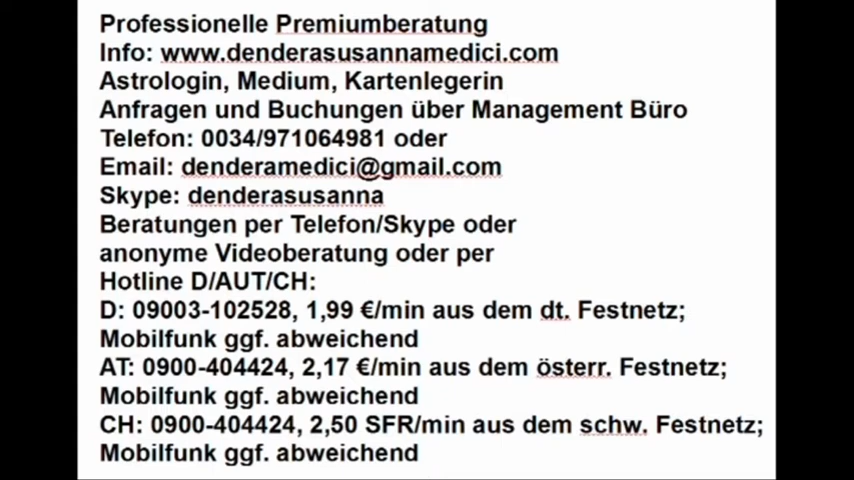 Professionelle Premiumberatung
Info: www.denderasusannamedici.com
Astrologin, Medium, Kartenlegerin
Anfragen und Buchungen über Management Büro
Telefon: 0034/971064981 oder
Email: denderamedici@gmail.com
Skype: denderasusanna
Beratungen per Telefon/Skype oder
anonyme Videoberatung oder per
Hotline D/AUT/CH:
D: 09003-102528, 1,99 €/min aus dem dt. Festnetz;
Mobilfunk ggf. abweichend
AT: 0900-404424, 2,17 €/min aus dem österr. Festnetz;
Mobilfunk ggf. abweichend
CH: 0900-404424, 2,50 SFR/min aus dem schw. Festnetz;
Mobilfunk ggf. abweichend